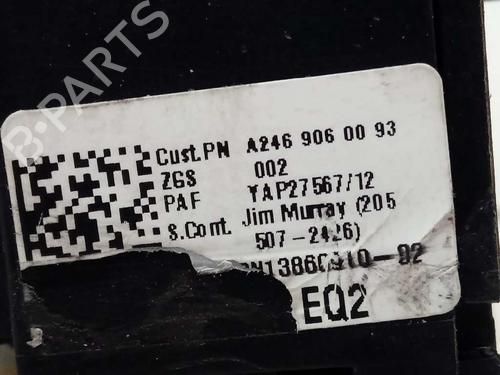 B-PARTS
Cust.PN A246 906 00 93
ZGS 002
PAF YAP27567/12
S.Cont. Jim Murray (205
507-2426)
EQ2